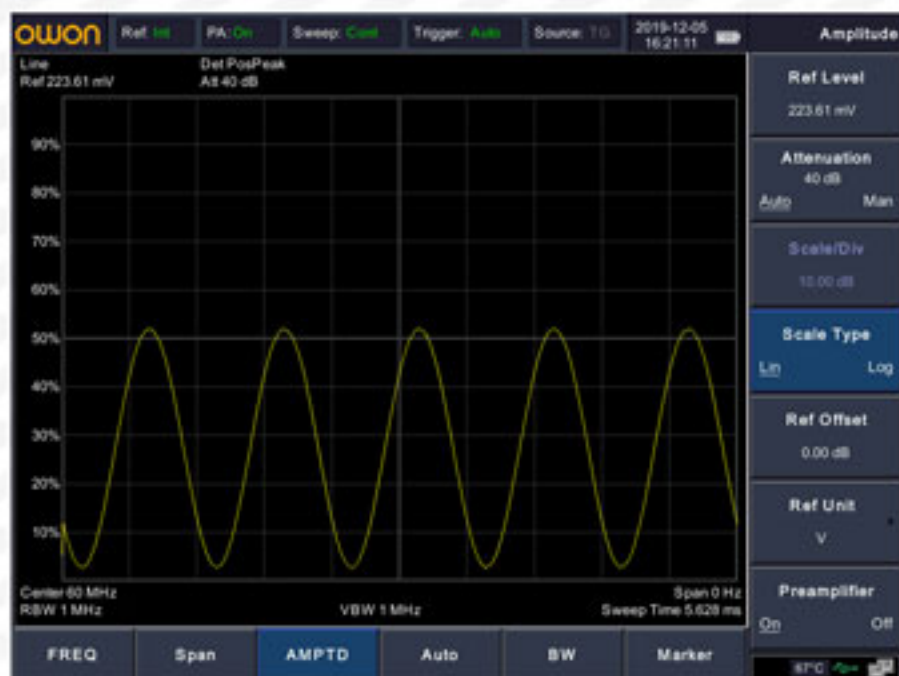 owon Ref: Int PA: On Sweep: Cont Trigger: Auto Source: TG 2019-12-05 16:21:11 Amplitude
Line Det PosPeak
Ref 223.61 mV Att 40 dB
Ref Level
223.61 mV
Attenuation
40 dB
Auto Man
Scale/Div
10.00 dB
Scale Type
Lin Log
Ref Offset
0.00 dB
Ref Unit
V
Preamplifier
On Off
90%
80%
70%
60%
50%
40%
30%
20%
10%
Center 60 MHz Span 0 Hz
RBW 1 MHz VBW 1 MHz Sweep Time 5.628 ms
FREQ Span AMPTD Auto BW Marker
67°C